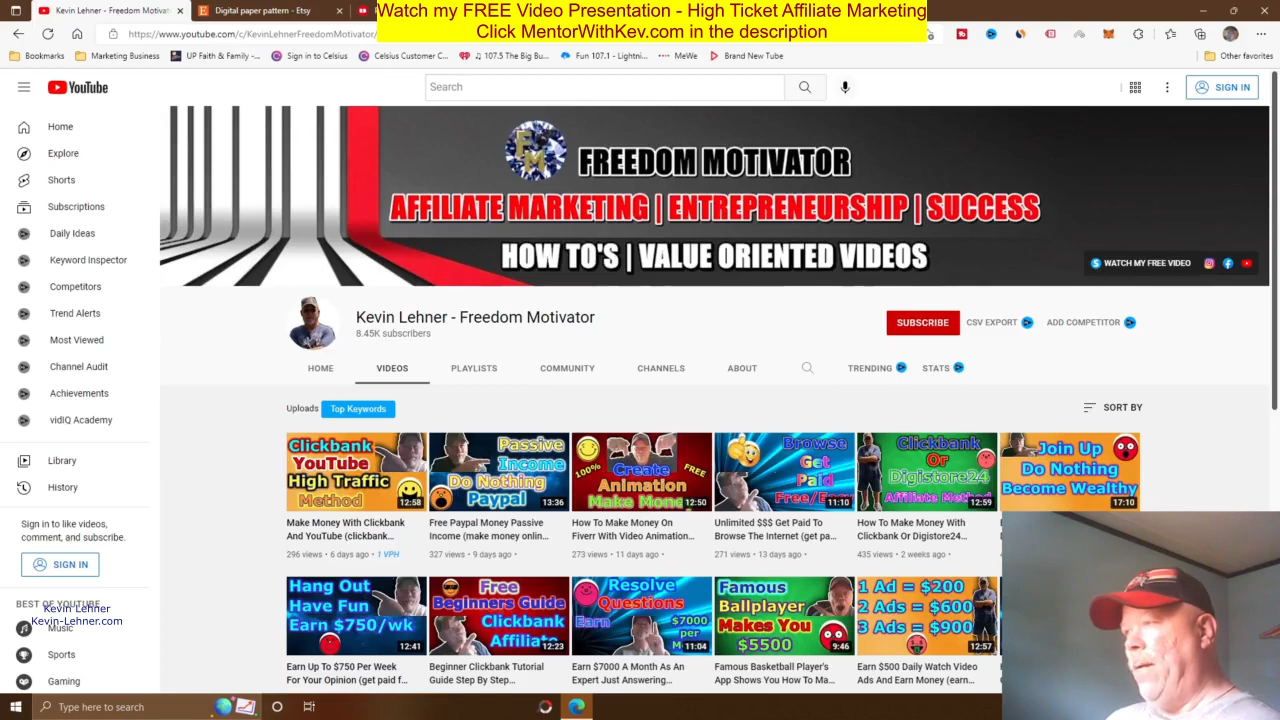 Watch my FREE Video Presentation - High Ticket Affiliate Marketing
Click MentorWithKev.com in the description
Kevin Lehner - Freedom Motivato
Digital paper pattern - Etsy
https://www.youtube.com/c/KevinLehnerFreedomMotivator/
Bookmarks
Marketing Business
UP Faith & Family -...
Sign in to Celsius
Celsius Customer C...
♫ 107.5 The Big Bu...
Fun 107.1 - Lightni...
MeWe
Brand New Tube
Other favorites
YouTube
Search
SIGN IN
Home
Explore
Shorts
Subscriptions
Daily Ideas
Keyword Inspector
Competitors
Trend Alerts
Most Viewed
Channel Audit
Achievements
vidIQ Academy
Library
History
Sign in to like videos,
comment, and subscribe.
SIGN IN
BEST OF YOUTUBE
Kevin Lehner
Kevin-Lehner.com
Music
Sports
Gaming
FM
FREEDOM MOTIVATOR
AFFILIATE MARKETING | ENTREPRENEURSHIP | SUCCESS
HOW TO'S | VALUE ORIENTED VIDEOS
WATCH MY FREE VIDEO
Kevin Lehner - Freedom Motivator
8.45K subscribers
SUBSCRIBE
CSV EXPORT
ADD COMPETITOR
HOME
VIDEOS
PLAYLISTS
COMMUNITY
CHANNELS
ABOUT
TRENDING
STATS
Uploads
Top Keywords
SORT BY
Clickbank
YouTube
High Traffic
Method
12:58
Make Money With Clickbank
And YouTube (clickbank...
296 views • 6 days ago • 1 VPH
Passive
Income
Do Nothing
Paypal
13:36
Free Paypal Money Passive
Income (make money onlin...
327 views • 9 days ago •
100%
Create
FREE
Animation
Make Mone
12:50
How To Make Money On
Fiverr With Video Animation...
273 views • 11 days ago •
Browse
Get
Paid
Free/Ea
11:10
Unlimited $$$ Get Paid To
Browse The Internet (get pa...
271 views • 13 days ago •
Clickbank
Or
Digistore24
Affiliate Meth
12:59
How To Make Money With
Clickbank Or Digistore24...
435 views • 2 weeks ago •
Join Up
Do Nothing
Become Wealthy
17:10
Hang Out
Have Fun
Earn $750/wk
12:41
Earn Up To $750 Per Week
For Your Opinion (get paid f...
Free
Beginners Guide
Clickbank
Affiliate
12:23
Beginner Clickbank Tutorial
Guide Step By Step...
Resolve
Questions
Earn
$7000
per
M
11:04
Earn $7000 A Month As An
Expert Just Answering...
Famous
Ballplayer
Makes You
$5500
9:46
Famous Basketball Player's
App Shows You How To Ma...
1 Ad = $200
2 Ads = $600
3 Ads = $900
12:57
Earn $500 Daily Watch Video
Ads And Earn Money (earn...
Type here to search